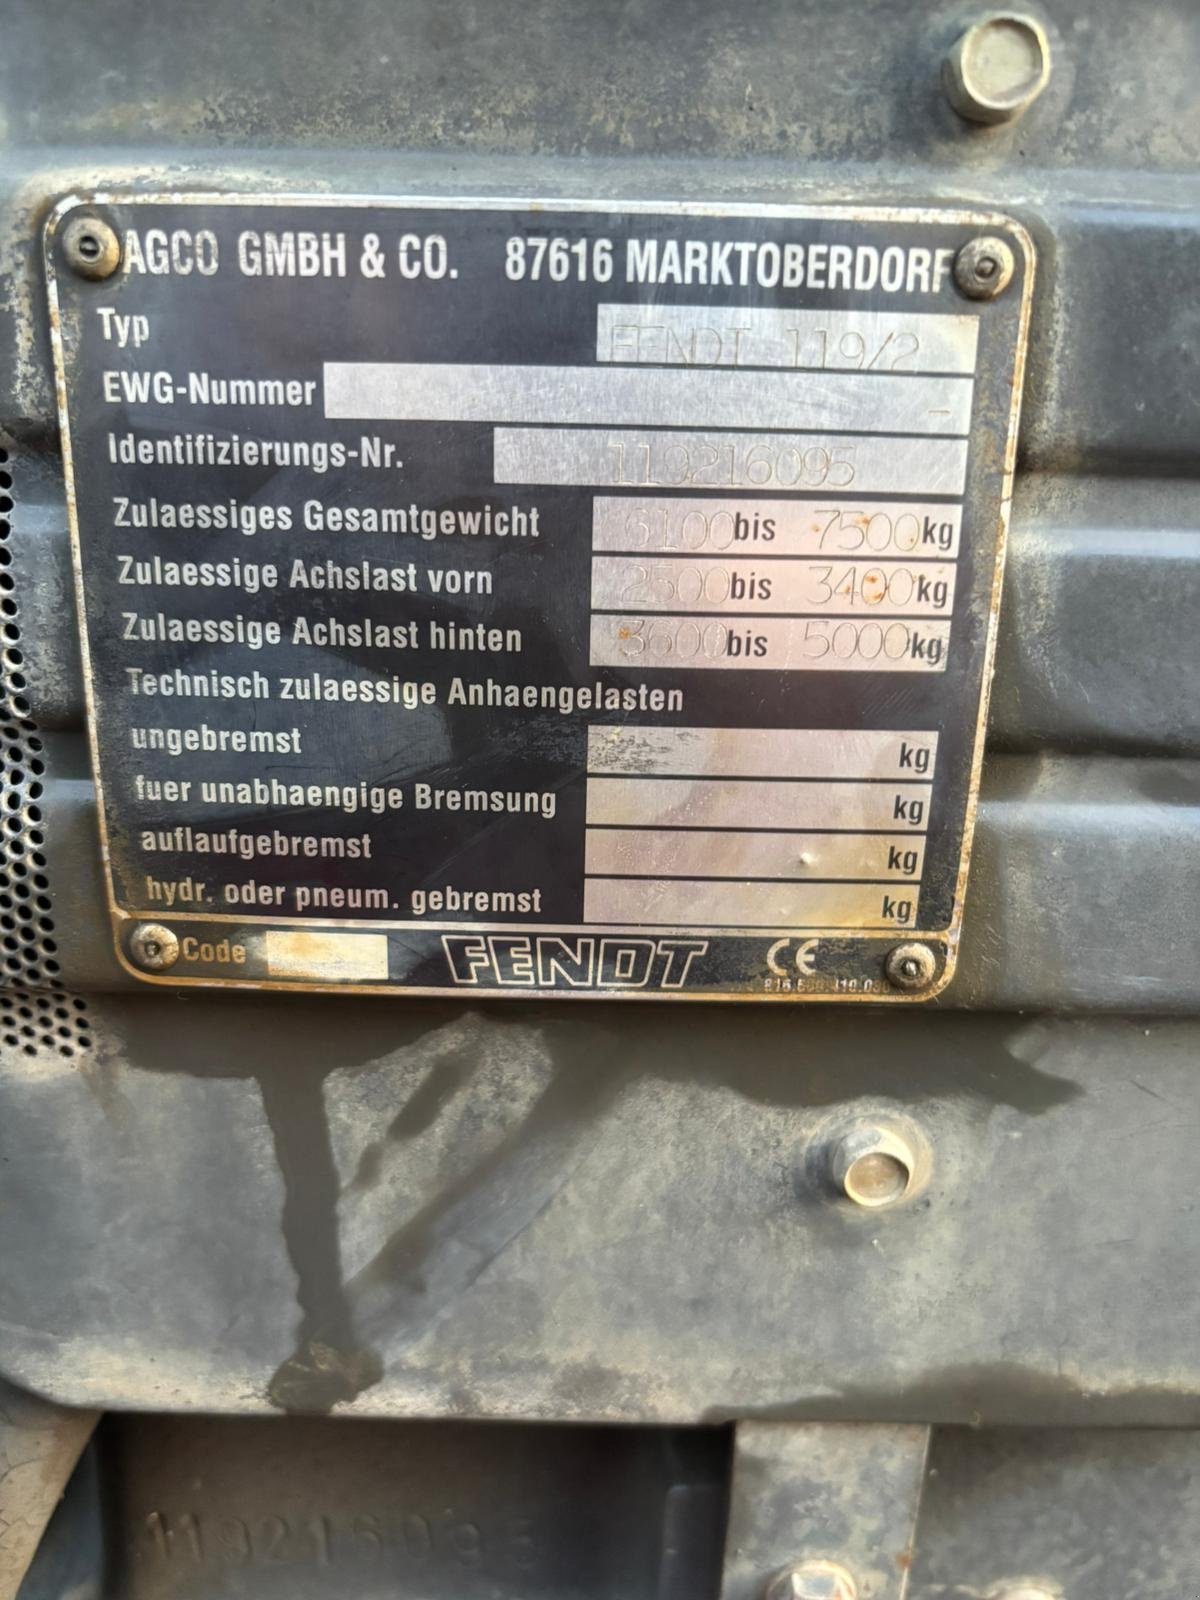 AGCO GMBH & CO. 87616 MARKTOBERDORF
Typ FENDT 119/2
EWG-Nummer -
Identifizierungs-Nr. 119216095
Zulaessiges Gesamtgewicht 6100 bis 7500 kg
Zulaessige Achslast vorn 2500 bis 3400 kg
Zulaessige Achslast hinten 3600 bis 5000 kg
Technisch zulaessige Anhaengelasten
ungebremst kg
fuer unabhaengige Bremsung kg
auflaufgebremst kg
hydr. oder pneum. gebremst kg
Code FENDT CE
119216095